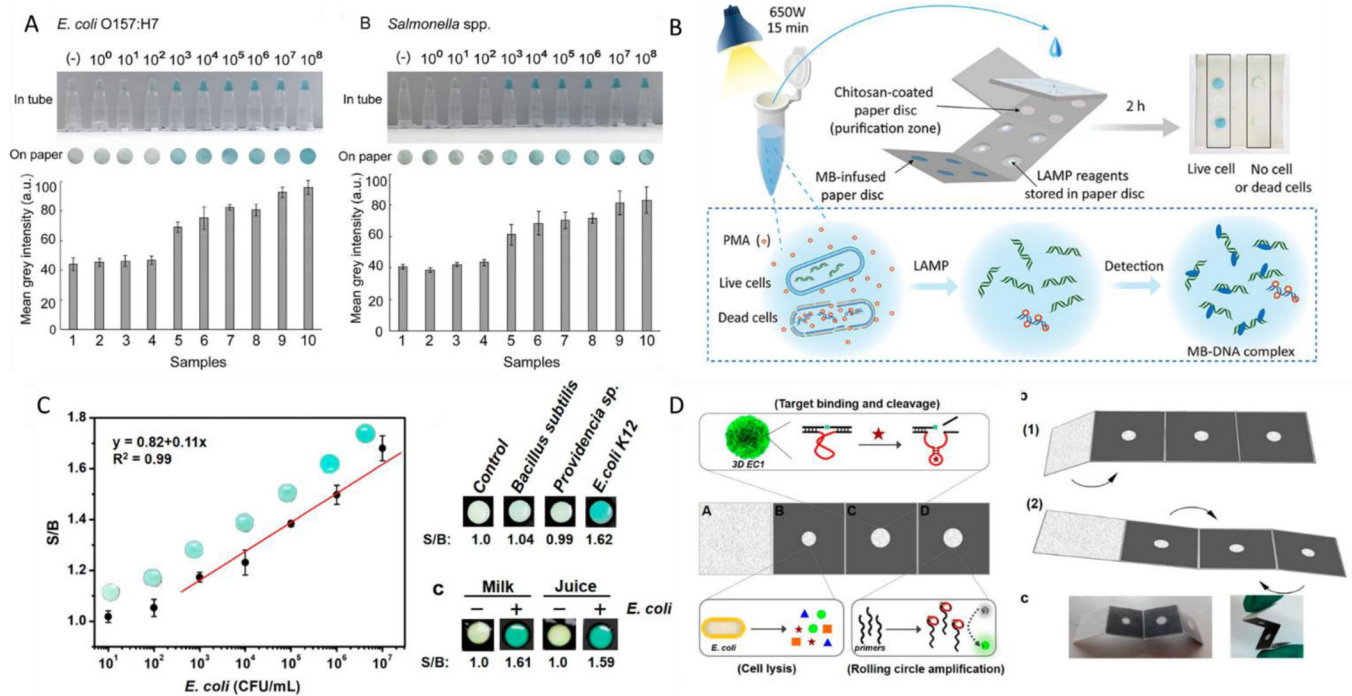 A
E. coli O157:H7
(-) 10⁰ 10¹ 10² 10³ 10⁴ 10⁵ 10⁶ 10⁷ 10⁸
In tube
On paper
Mean grey intensity (a.u.)
100
80
60
40
80
0
1 2 3 4 5 6 7 8 9 10
Samples
B
Salmonella spp.
(-) 10⁰ 10¹ 10² 10³ 10⁴ 10⁵ 10⁶ 10⁷ 10⁸
In tube
On paper
Mean grey intensity (a.u.)
100
80
60
40
20
0
1 2 3 4 5 6 7 8 9 10
Samples
B
650W
15 min
Chitosan-coated
paper disc
(purification zone)
MB-infused
paper disc
LAMP reagents
stored in paper disc
2 h
Live cell
No cell
or dead cells
PMA (-)
Live cells
Dead cells
LAMP
Detection
MB-DNA complex
C
1.8
1.6
1.4
1.2
1.0
S/B
y = 0.82+0.11x
R² = 0.99
10¹ 10² 10³ 10⁴ 10⁵ 10⁶ 10⁷
E. coli (CFU/mL)
Control
Bacillus subtilis
Providencia sp.
E.coli K12
S/B: 1.0 1.04 0.99 1.62
c
Milk Juice
– + – + E. coli
S/B: 1.0 1.61 1.0 1.59
D
(Target binding and cleavage)
3D EC1
A B C D
E. coli
primers
(Cell lysis)
(Rolling circle amplification)
b
(1)
(2)
c